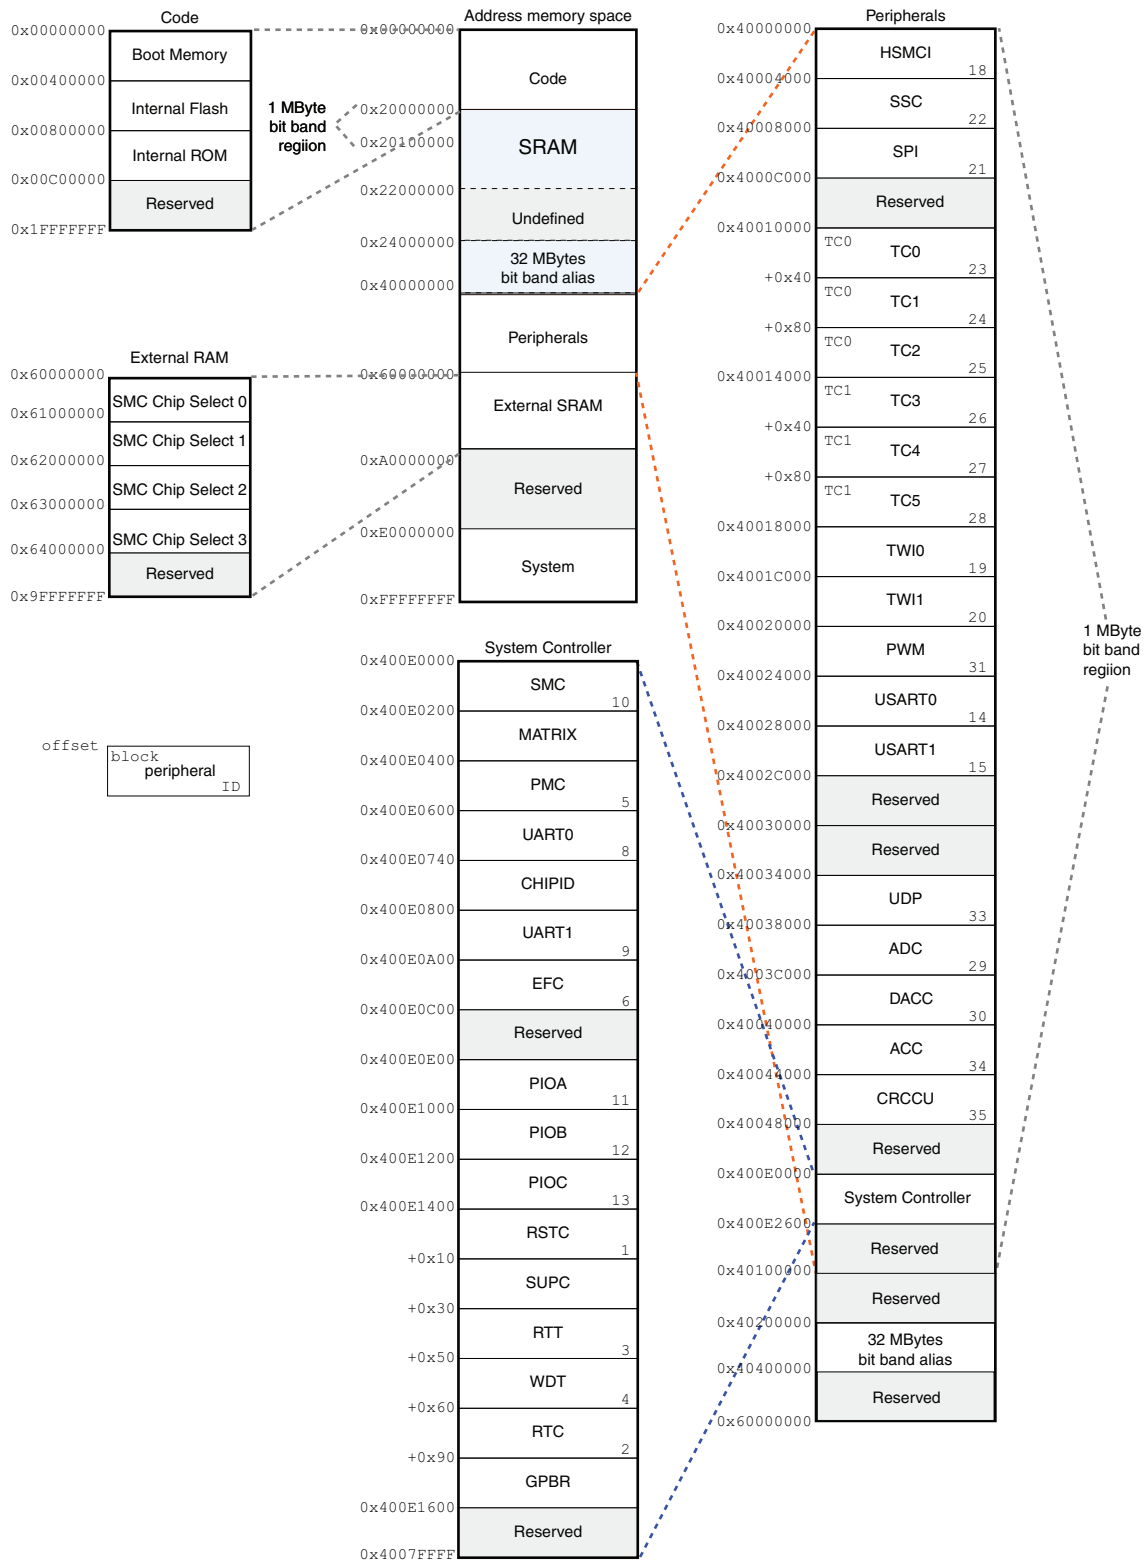 Code
0x00000000
Boot Memory
0x00400000
Internal Flash
0x00800000
Internal ROM
0x00C00000
Reserved
0x1FFFFFFF
1 MByte
bit band
regiion
Address memory space
0x00000000
Code
0x20000000
0x20100000
SRAM
0x22000000
Undefined
0x24000000
32 MBytes
bit band alias
0x40000000
Peripherals
0x60000000
External SRAM
0xA0000000
Reserved
0xE0000000
System
0xFFFFFFFF
External RAM
0x60000000
SMC Chip Select 0
0x61000000
SMC Chip Select 1
0x62000000
SMC Chip Select 2
0x63000000
SMC Chip Select 3
0x64000000
Reserved
0x9FFFFFFF
offset
block
peripheral
ID
System Controller
0x400E0000
SMC
10
0x400E0200
MATRIX
0x400E0400
PMC
5
0x400E0600
UART0
8
0x400E0740
CHIPID
0x400E0800
UART1
9
0x400E0A00
EFC
6
0x400E0C00
Reserved
0x400E0E00
PIOA
11
0x400E1000
PIOB
12
0x400E1200
PIOC
13
0x400E1400
RSTC
1
+0x10
SUPC
+0x30
RTT
3
+0x50
WDT
4
+0x60
RTC
2
+0x90
GPBR
0x400E1600
Reserved
0x4007FFFF
Peripherals
0x40000000
HSMCI
18
0x40004000
SSC
22
0x40008000
SPI
21
0x4000C000
Reserved
0x40010000
TC0
TC0
23
+0x40
TC0
TC1
24
+0x80
TC0
TC2
25
0x40014000
TC1
TC3
26
+0x40
TC1
TC4
27
+0x80
TC1
TC5
28
0x40018000
TWI0
19
0x4001C000
TWI1
20
0x40020000
PWM
31
0x40024000
USART0
14
0x40028000
USART1
15
0x4002C000
Reserved
0x40030000
Reserved
0x40034000
UDP
33
0x40038000
ADC
29
0x4003C000
DACC
30
0x40040000
ACC
34
0x40044000
CRCCU
35
0x40048000
Reserved
0x400E0000
System Controller
0x400E2600
Reserved
0x40100000
Reserved
0x40200000
32 MBytes
bit band alias
0x40400000
Reserved
0x60000000
1 MByte
bit band
regiion